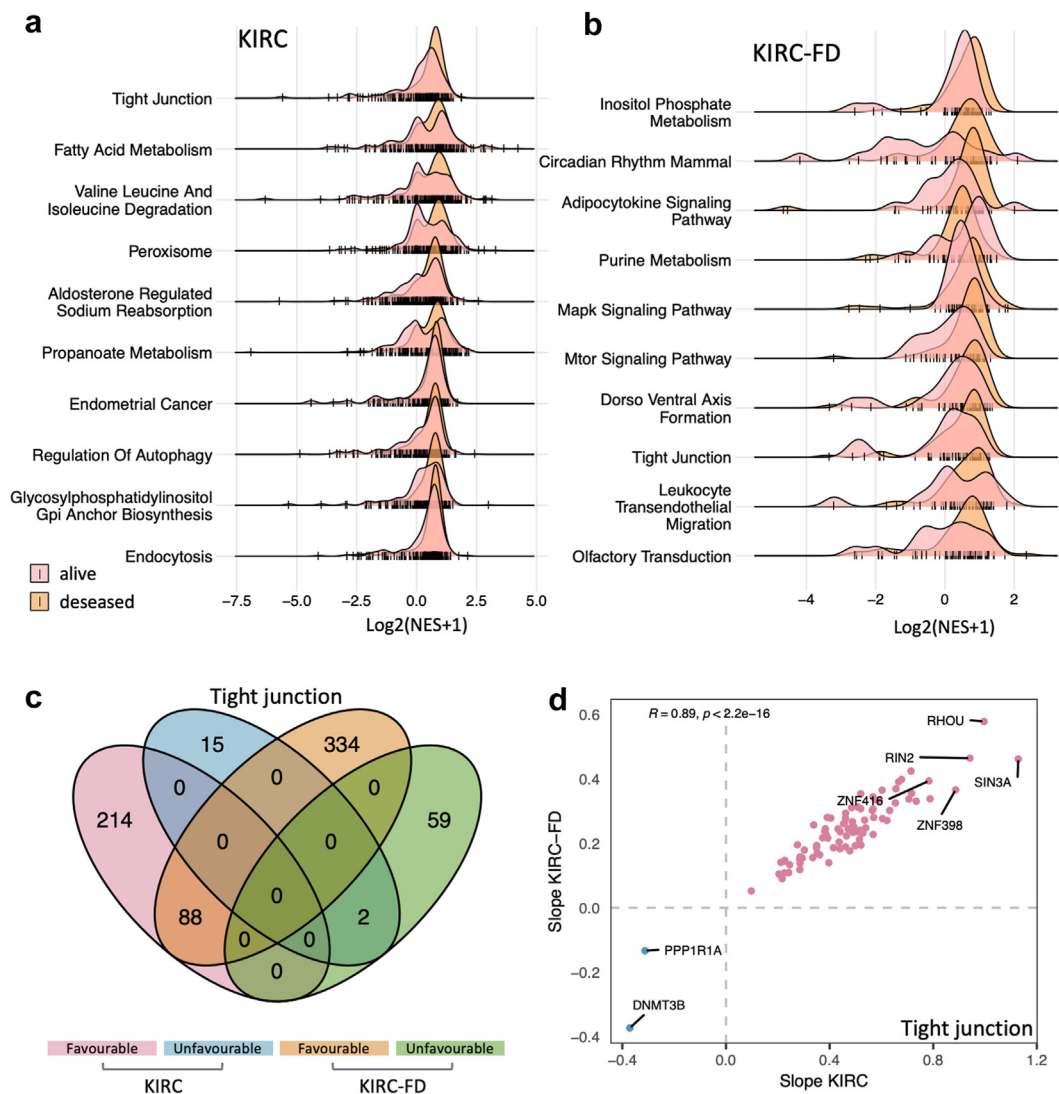 a
KIRC
Tight Junction
Fatty Acid Metabolism
Valine Leucine And
Isoleucine Degradation
Peroxisome
Aldosterone Regulated
Sodium Reabsorption
Propanoate Metabolism
Endometrial Cancer
Regulation Of Autophagy
Glycosylphosphatidylinositol
Gpi Anchor Biosynthesis
Endocytosis
alive
deseased
−7.5 −5.0 −2.5 0.0 2.5 5.0
Log2(NES+1)
b
KIRC-FD
Inositol Phosphate
Metabolism
Circadian Rhythm Mammal
Adipocytokine Signaling
Pathway
Purine Metabolism
Mapk Signaling Pathway
Mtor Signaling Pathway
Dorso Ventral Axis
Formation
Tight Junction
Leukocyte
Transendothelial
Migration
Olfactory Transduction
−4 −2 0 2
Log2(NES+1)
c
Tight junction
15 334
0 0 0
214 59
0 0
0
88 2
0 0
0
Favourable Unfavourable Favourable Unfavourable
KIRC KIRC-FD
d
R = 0.89, p < 2.2e−16
RHOU
RIN2
SIN3A
ZNF416
ZNF398
PPP1R1A
DNMT3B
Tight junction
0.6
0.4
0.2
0.0
−0.2
−0.4
Slope KIRC−FD
−0.4 0.0 0.4 0.8 1.2
Slope KIRC